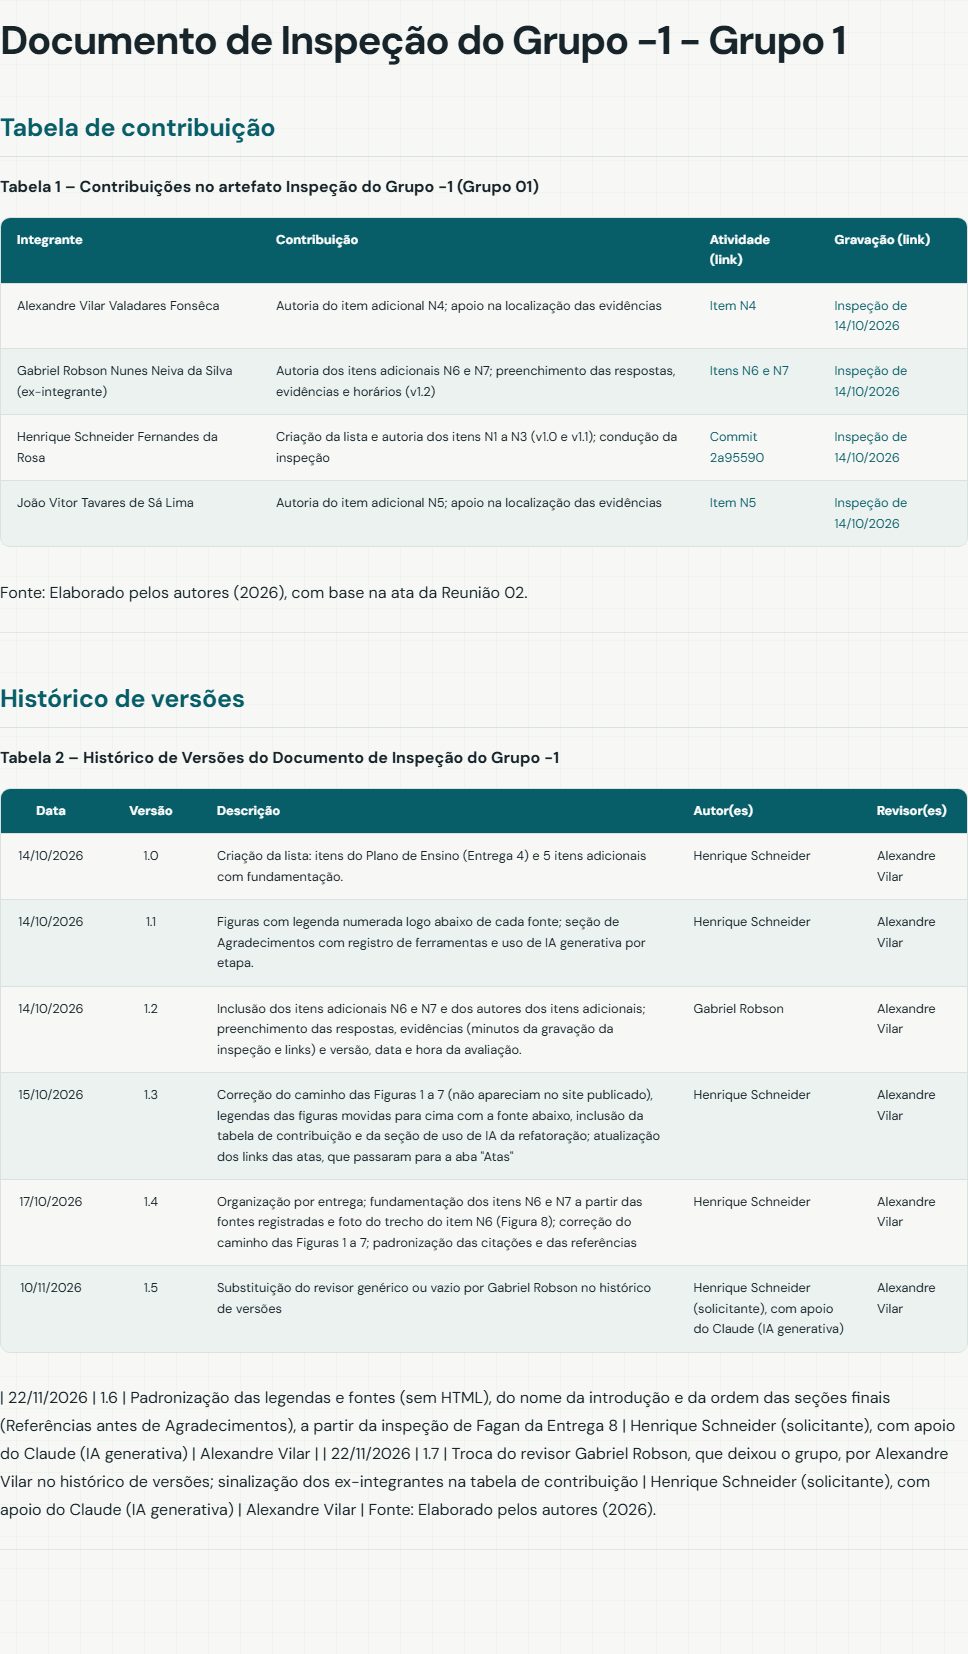 Documento de Inspeção do Grupo -1 - Grupo 1
Tabela de contribuição
Tabela 1 – Contribuições no artefato Inspeção do Grupo -1 (Grupo 01)
Integrante Contribuição Atividade (link) Gravação (link)
Alexandre Vilar Valadares Fonsêca Autoria do item adicional N4; apoio na localização das evidências Item N4 Inspeção de 14/10/2026
Gabriel Robson Nunes Neiva da Silva (ex-integrante) Autoria dos itens adicionais N6 e N7; preenchimento das respostas, evidências e horários (v1.2) Itens N6 e N7 Inspeção de 14/10/2026
Henrique Schneider Fernandes da Rosa Criação da lista e autoria dos itens N1 a N3 (v1.0 e v1.1); condução da inspeção Commit 2a95590 Inspeção de 14/10/2026
João Vitor Tavares de Sá Lima Autoria do item adicional N5; apoio na localização das evidências Item N5 Inspeção de 14/10/2026
Fonte: Elaborado pelos autores (2026), com base na ata da Reunião 02.
Histórico de versões
Tabela 2 – Histórico de Versões do Documento de Inspeção do Grupo -1
Data Versão Descrição Autor(es) Revisor(es)
14/10/2026 1.0 Criação da lista: itens do Plano de Ensino (Entrega 4) e 5 itens adicionais com fundamentação. Henrique Schneider Alexandre Vilar
14/10/2026 1.1 Figuras com legenda numerada logo abaixo de cada fonte; seção de Agradecimentos com registro de ferramentas e uso de IA generativa por etapa. Henrique Schneider Alexandre Vilar
14/10/2026 1.2 Inclusão dos itens adicionais N6 e N7 e dos autores dos itens adicionais; preenchimento das respostas, evidências (minutos da gravação da inspeção e links) e versão, data e hora da avaliação. Gabriel Robson Alexandre Vilar
15/10/2026 1.3 Correção do caminho das Figuras 1 a 7 (não apareciam no site publicado), legendas das figuras movidas para cima com a fonte abaixo, inclusão da tabela de contribuição e da seção de uso de IA da refatoração; atualização dos links das atas, que passaram para a aba "Atas" Henrique Schneider Alexandre Vilar
17/10/2026 1.4 Organização por entrega; fundamentação dos itens N6 e N7 a partir das fontes registradas e foto do trecho do item N6 (Figura 8); correção do caminho das Figuras 1 a 7; padronização das citações e das referências Henrique Schneider Alexandre Vilar
10/11/2026 1.5 Substituição do revisor genérico ou vazio por Gabriel Robson no histórico de versões Henrique Schneider (solicitante), com apoio do Claude (IA generativa) Alexandre Vilar
| 22/11/2026 | 1.6 | Padronização das legendas e fontes (sem HTML), do nome da introdução e da ordem das seções finais
(Referências antes de Agradecimentos), a partir da inspeção de Fagan da Entrega 8 | Henrique Schneider (solicitante), com apoio
do Claude (IA generativa) | Alexandre Vilar | | 22/11/2026 | 1.7 | Troca do revisor Gabriel Robson, que deixou o grupo, por Alexandre
Vilar no histórico de versões; sinalização dos ex-integrantes na tabela de contribuição | Henrique Schneider (solicitante), com
apoio do Claude (IA generativa) | Alexandre Vilar | Fonte: Elaborado pelos autores (2026).